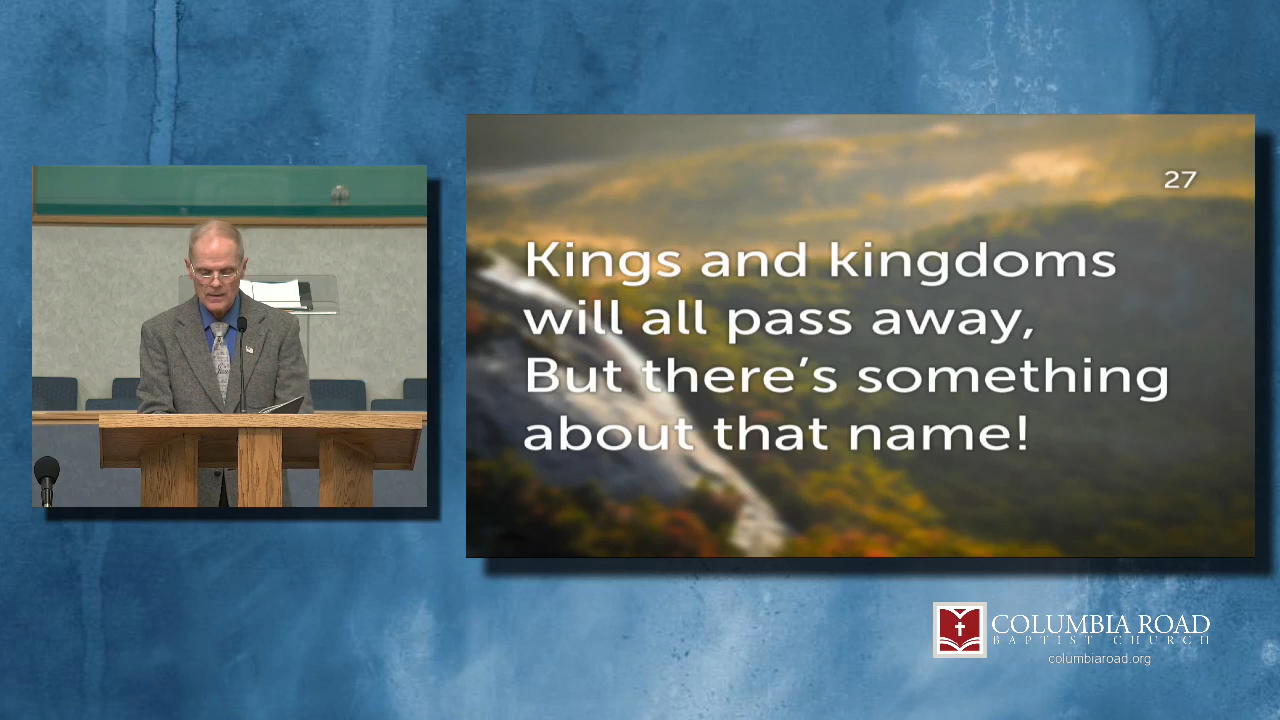 27
Kings and kingdoms
will all pass away,
But there's something
about that name!
COLUMBIA ROAD
BAPTIST CHURCH
columbiaroad.org